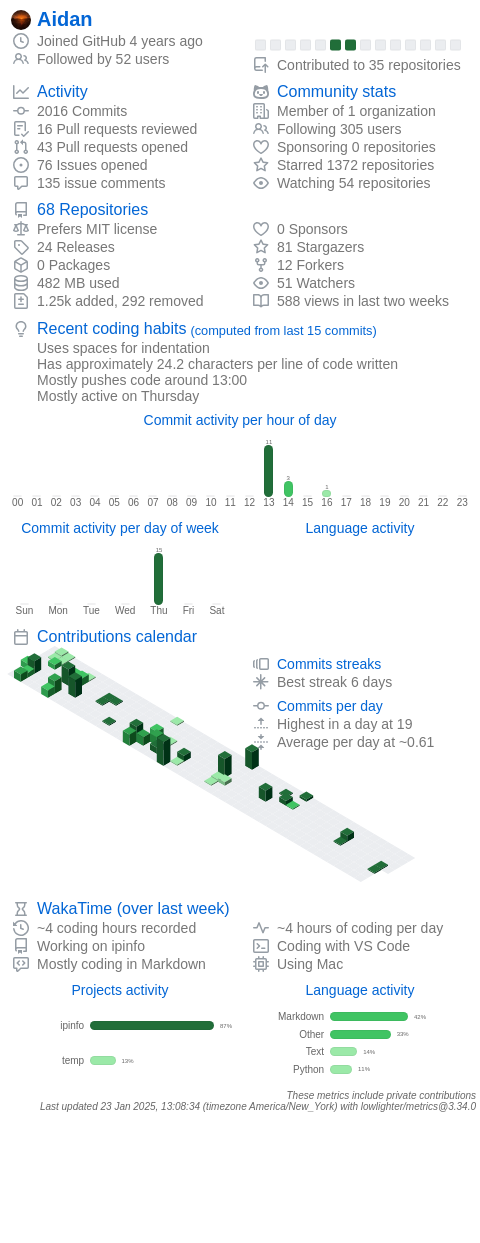 Aidan
Joined GitHub 4 years ago
Followed by 52 users
Contributed to 35 repositories
Activity
2016 Commits
16 Pull requests reviewed
43 Pull requests opened
76 Issues opened
135 issue comments
Community stats
Member of 1 organization
Following 305 users
Sponsoring 0 repositories
Starred 1372 repositories
Watching 54 repositories
68 Repositories
Prefers MIT license
24 Releases
0 Packages
482 MB used
1.25k added, 292 removed
0 Sponsors
81 Stargazers
12 Forkers
51 Watchers
588 views in last two weeks
Recent coding habits (computed from last 15 commits)
Uses spaces for indentation
Has approximately 24.2 characters per line of code written
Mostly pushes code around 13:00
Mostly active on Thursday
Commit activity per hour of day
11
3
1
00 01 02 03 04 05 06 07 08 09 10 11 12 13 14 15 16 17 18 19 20 21 22 23
Commit activity per day of week
15
Sun Mon Tue Wed Thu Fri Sat
Language activity
Contributions calendar
Commits streaks
Best streak 6 days
Commits per day
Highest in a day at 19
Average per day at ~0.61
WakaTime (over last week)
~4 coding hours recorded
Working on ipinfo
Mostly coding in Markdown
~4 hours of coding per day
Coding with VS Code
Using Mac
Projects activity
ipinfo 87%
temp 13%
Language activity
Markdown 42%
Other 33%
Text 14%
Python 11%
These metrics include private contributions
Last updated 23 Jan 2025, 13:08:34 (timezone America/New_York) with lowlighter/metrics@3.34.0